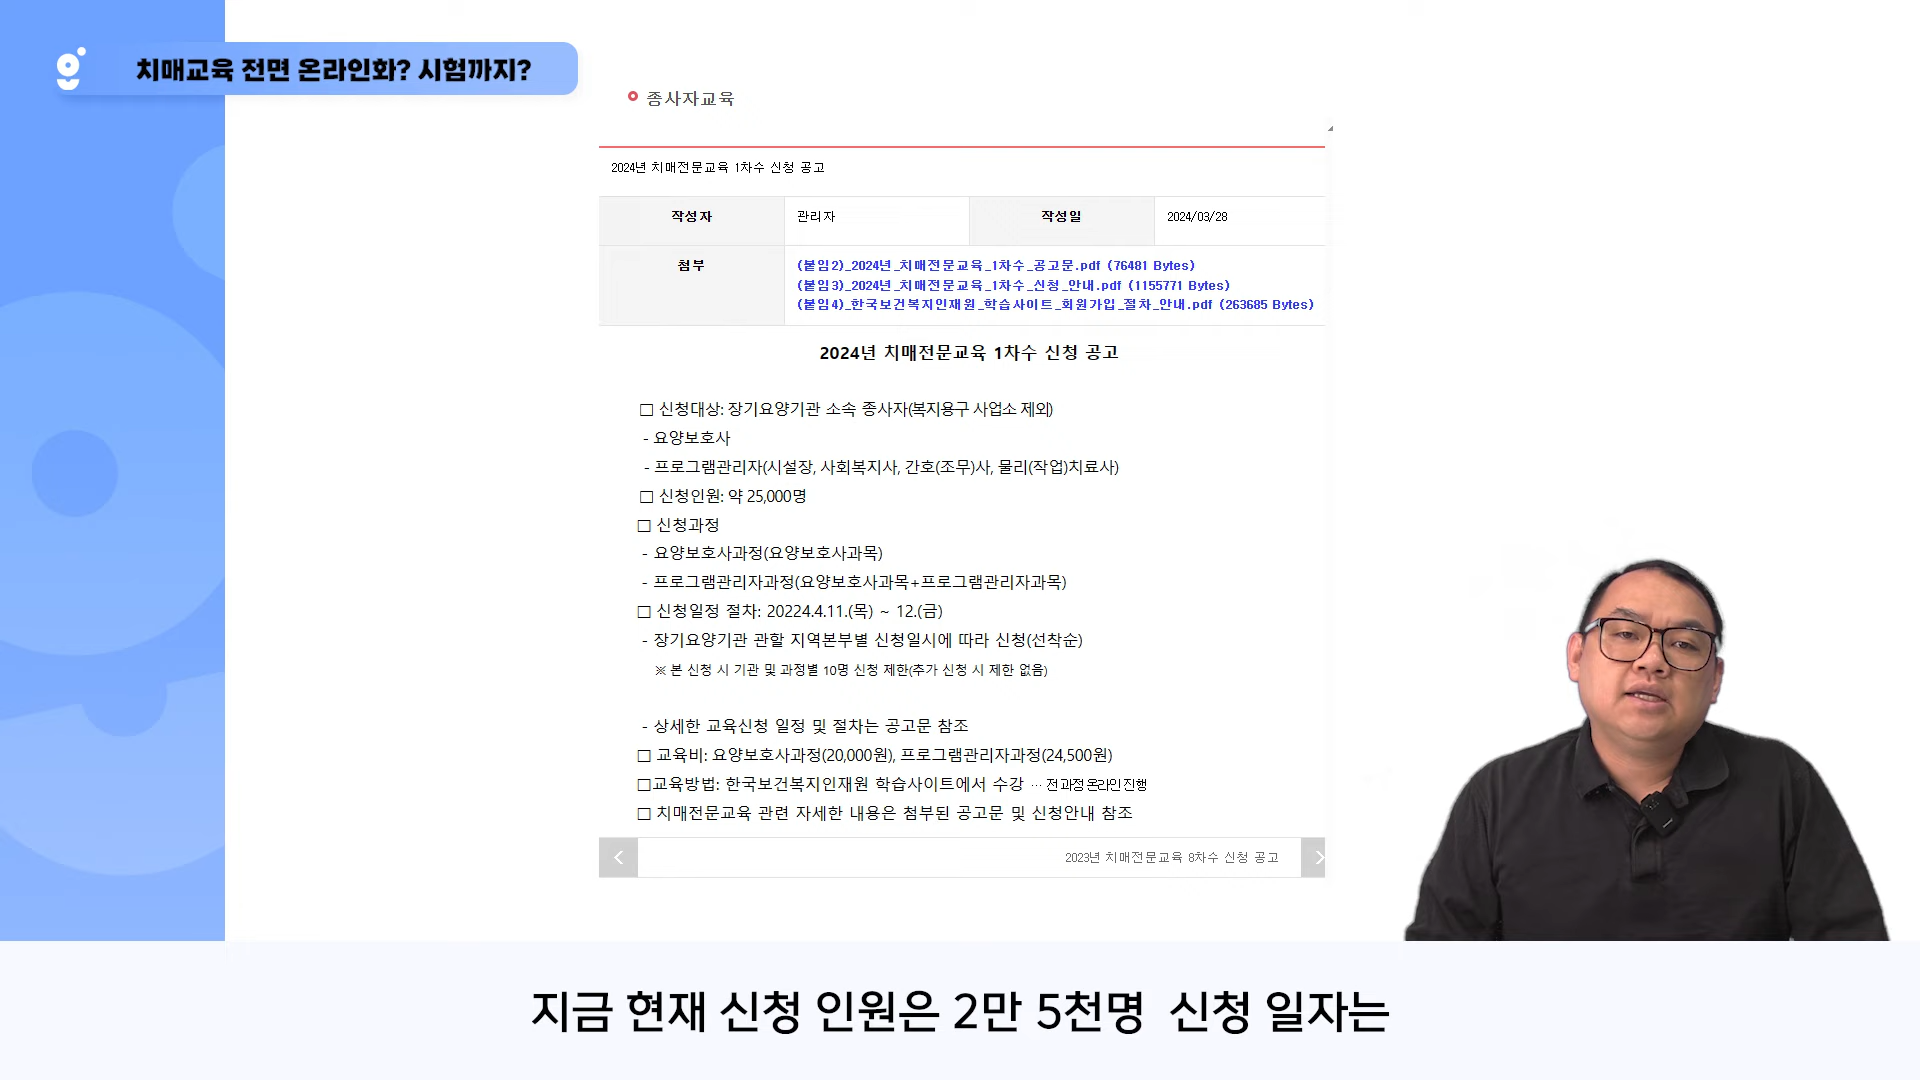 치매교육 전면 온라인화? 시험까지?
종사자교육
2024년 치매전문교육 1차수 신청 공고
작성자 관리자 작성일 2024/03/28
첨부
(붙임2)_2024년_치매전문교육_1차수_공고문.pdf (76481 Bytes)
(붙임3)_2024년_치매전문교육_1차수_신청_안내.pdf (1155771 Bytes)
(붙임4)_한국보건복지인재원_학습사이트_회원가입_절차_안내.pdf (263685 Bytes)
2024년 치매전문교육 1차수 신청 공고
□ 신청대상: 장기요양기관 소속 종사자(복지용구 사업소 제외)
- 요양보호사
- 프로그램관리자(시설장, 사회복지사, 간호(조무)사, 물리(작업)치료사)
□ 신청인원: 약 25,000명
□ 신청과정
- 요양보호사과정(요양보호사과목)
- 프로그램관리자과정(요양보호사과목+프로그램관리자과목)
□ 신청일정 절차: 20224.4.11.(목) ~ 12.(금)
- 장기요양기관 관할 지역본부별 신청일시에 따라 신청(선착순)
※ 본 신청 시 기관 및 과정별 10명 신청 제한(추가 신청 시 제한 없음)
- 상세한 교육신청 일정 및 절차는 공고문 참조
□ 교육비: 요양보호사과정(20,000원), 프로그램관리자과정(24,500원)
□교육방법: 한국보건복지인재원 학습사이트에서 수강 … 전과정 온라인 진행
□ 치매전문교육 관련 자세한 내용은 첨부된 공고문 및 신청안내 참조
2023년 치매전문교육 8차수 신청 공고
지금 현재 신청 인원은 2만 5천명 신청 일자는